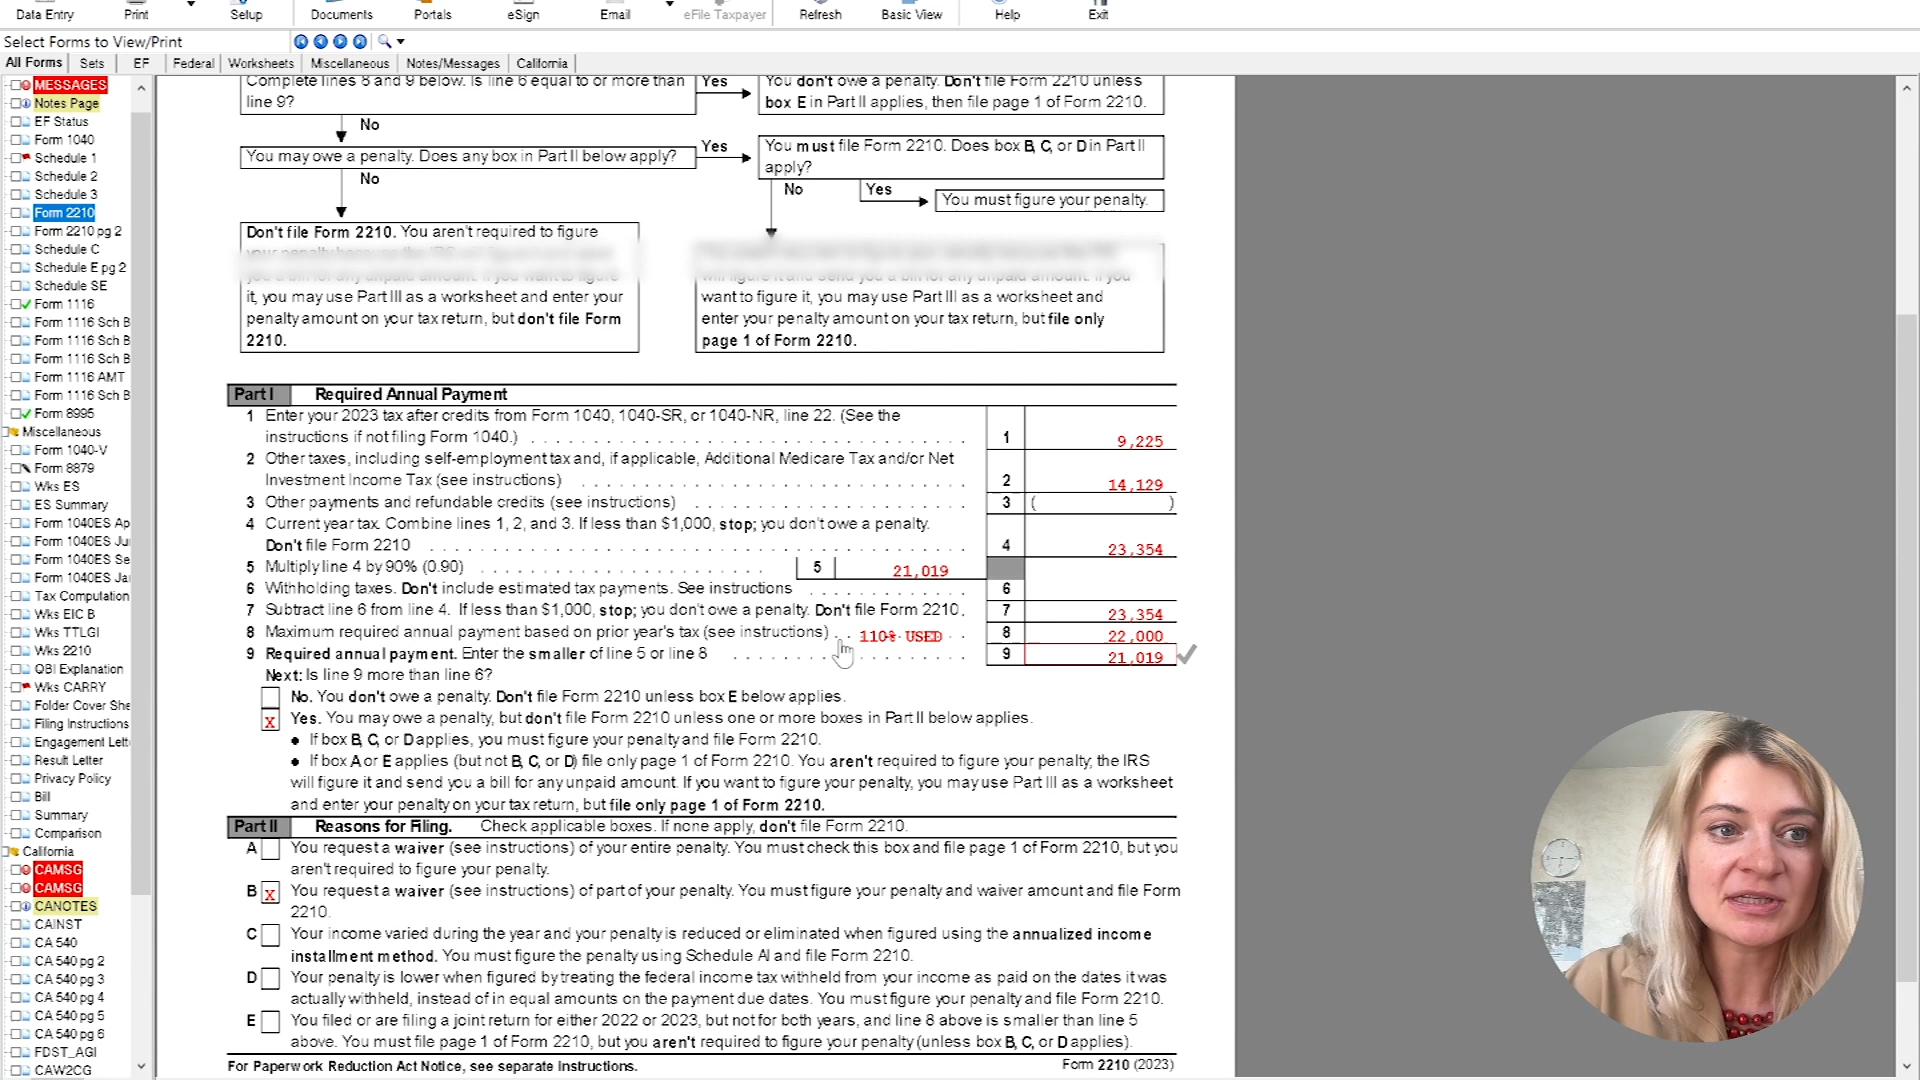 Data Entry Print Setup Documents Portals eSign Email eFile Taxpayer Refresh Basic View Help Exit
Select Forms to View/Print
All Forms Sets EF Federal Worksheets Miscellaneous Notes/Messages California
MESSAGES
Notes Page
EF Status
Form 1040
Schedule 1
Schedule 2
Schedule 3
Form 2210
Form 2210 pg 2
Schedule C
Schedule E pg 2
Schedule SE
Form 1116
Form 1116 Sch B
Form 1116 Sch B
Form 1116 Sch B
Form 1116 AMT
Form 1116 Sch B
Form 8995
Miscellaneous
Form 1040-V
Form 8879
Wks ES
ES Summary
Form 1040ES Ap
Form 1040ES Ju
Form 1040ES Se
Form 1040ES Ja
Tax Computation
Wks EIC B
Wks TTLGI
Wks 2210
QBI Explanation
Wks CARRY
Folder Cover She
Filing Instructions
Engagement Lett
Result Letter
Privacy Policy
Bill
Summary
Comparison
California
CAMSG
CAMSG
CANOTES
CAINST
CA 540
CA 540 pg 2
CA 540 pg 3
CA 540 pg 4
CA 540 pg 5
CA 540 pg 6
FDST_AGI
CAW2CG
Complete lines 8 and 9 below. Is line 6 equal to or more than
line 9?
Yes
You don't owe a penalty. Don't file Form 2210 unless
box E in Part II applies, then file page 1 of Form 2210.
No
You may owe a penalty. Does any box in Part II below apply?
Yes
You must file Form 2210. Does box B, C, or D in Part II
apply?
No
No
Yes
You must figure your penalty.
Don't file Form 2210. You aren't required to figure
it, you may use Part III as a worksheet and enter your
penalty amount on your tax return, but don't file Form
2210.
will figure it and send you a bill for any unpaid amount. If you
want to figure it, you may use Part III as a worksheet and
enter your penalty amount on your tax return, but file only
page 1 of Form 2210.
Part I Required Annual Payment
1 Enter your 2023 tax after credits from Form 1040, 1040-SR, or 1040-NR, line 22. (See the
instructions if not filing Form 1040.) 1 9,225
2 Other taxes, including self-employment tax and, if applicable, Additional Medicare Tax and/or Net
Investment Income Tax (see instructions) 2 14,129
3 Other payments and refundable credits (see instructions) 3 ( )
4 Current year tax. Combine lines 1, 2, and 3. If less than $1,000, stop; you don't owe a penalty.
Don't file Form 2210 4 23,354
5 Multiply line 4 by 90% (0.90) 5 21,019
6 Withholding taxes. Don't include estimated tax payments. See instructions 6
7 Subtract line 6 from line 4. If less than $1,000, stop; you don't owe a penalty. Don't file Form 2210. 7 23,354
8 Maximum required annual payment based on prior year's tax (see instructions) 110% USED 8 22,000
9 Required annual payment. Enter the smaller of line 5 or line 8 9 21,019
Next: Is line 9 more than line 6?
No. You don't owe a penalty. Don't file Form 2210 unless box E below applies.
X Yes. You may owe a penalty, but don't file Form 2210 unless one or more boxes in Part II below applies.
● If box B, C, or D applies, you must figure your penalty and file Form 2210.
● If box A or E applies (but not B, C, or D) file only page 1 of Form 2210. You aren't required to figure your penalty; the IRS
will figure it and send you a bill for any unpaid amount. If you want to figure your penalty, you may use Part III as a worksheet
and enter your penalty on your tax return, but file only page 1 of Form 2210.
Part II Reasons for Filing. Check applicable boxes. If none apply, don't file Form 2210.
A You request a waiver (see instructions) of your entire penalty. You must check this box and file page 1 of Form 2210, but you
aren't required to figure your penalty.
B X You request a waiver (see instructions) of part of your penalty. You must figure your penalty and waiver amount and file Form
2210.
C Your income varied during the year and your penalty is reduced or eliminated when figured using the annualized income
installment method. You must figure the penalty using Schedule AI and file Form 2210.
D Your penalty is lower when figured by treating the federal income tax withheld from your income as paid on the dates it was
actually withheld, instead of in equal amounts on the payment due dates. You must figure your penalty and file Form 2210.
E You filed or are filing a joint return for either 2022 or 2023, but not for both years, and line 8 above is smaller than line 5
above. You must file page 1 of Form 2210, but you aren't required to figure your penalty (unless box B, C, or D applies).
For Paperwork Reduction Act Notice, see separate instructions. Form 2210 (2023)